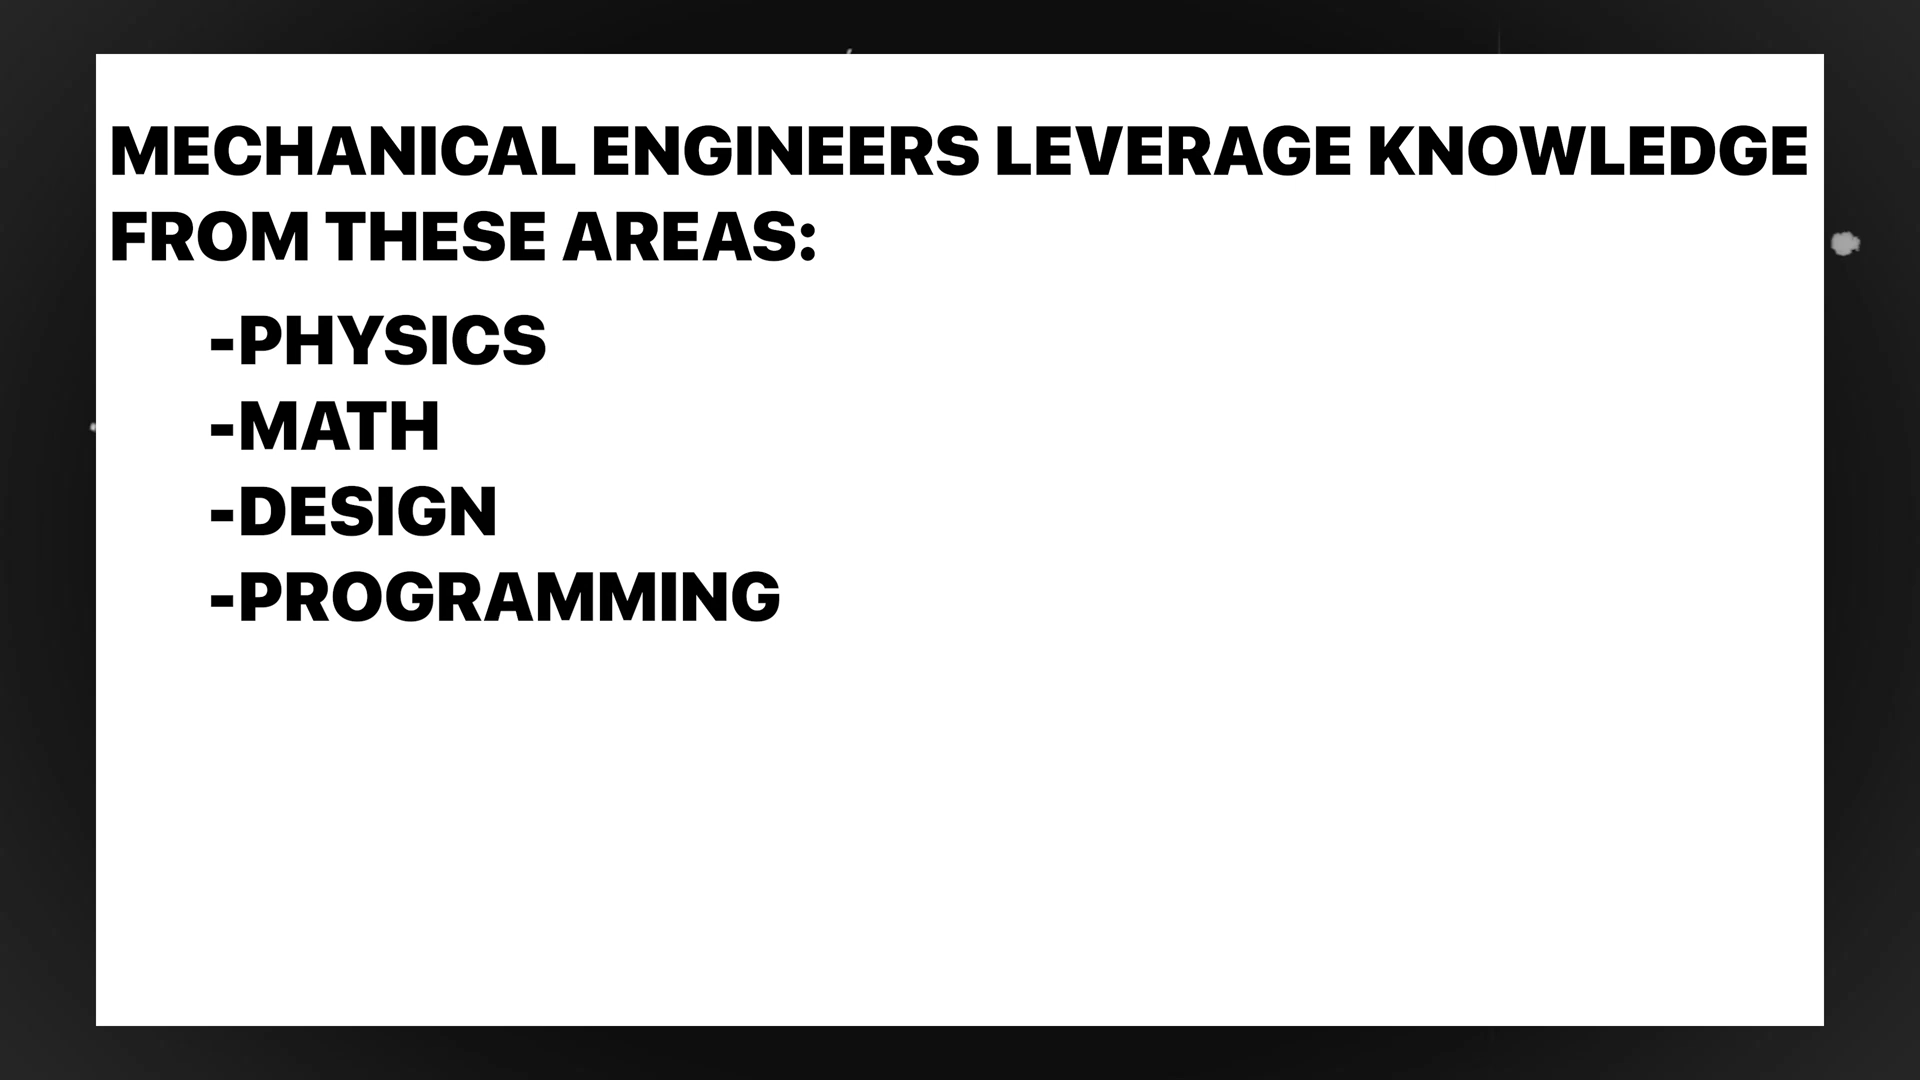 MECHANICAL ENGINEERS LEVERAGE KNOWLEDGE
FROM THESE AREAS:
-PHYSICS
-MATH
-DESIGN
-PROGRAMMING